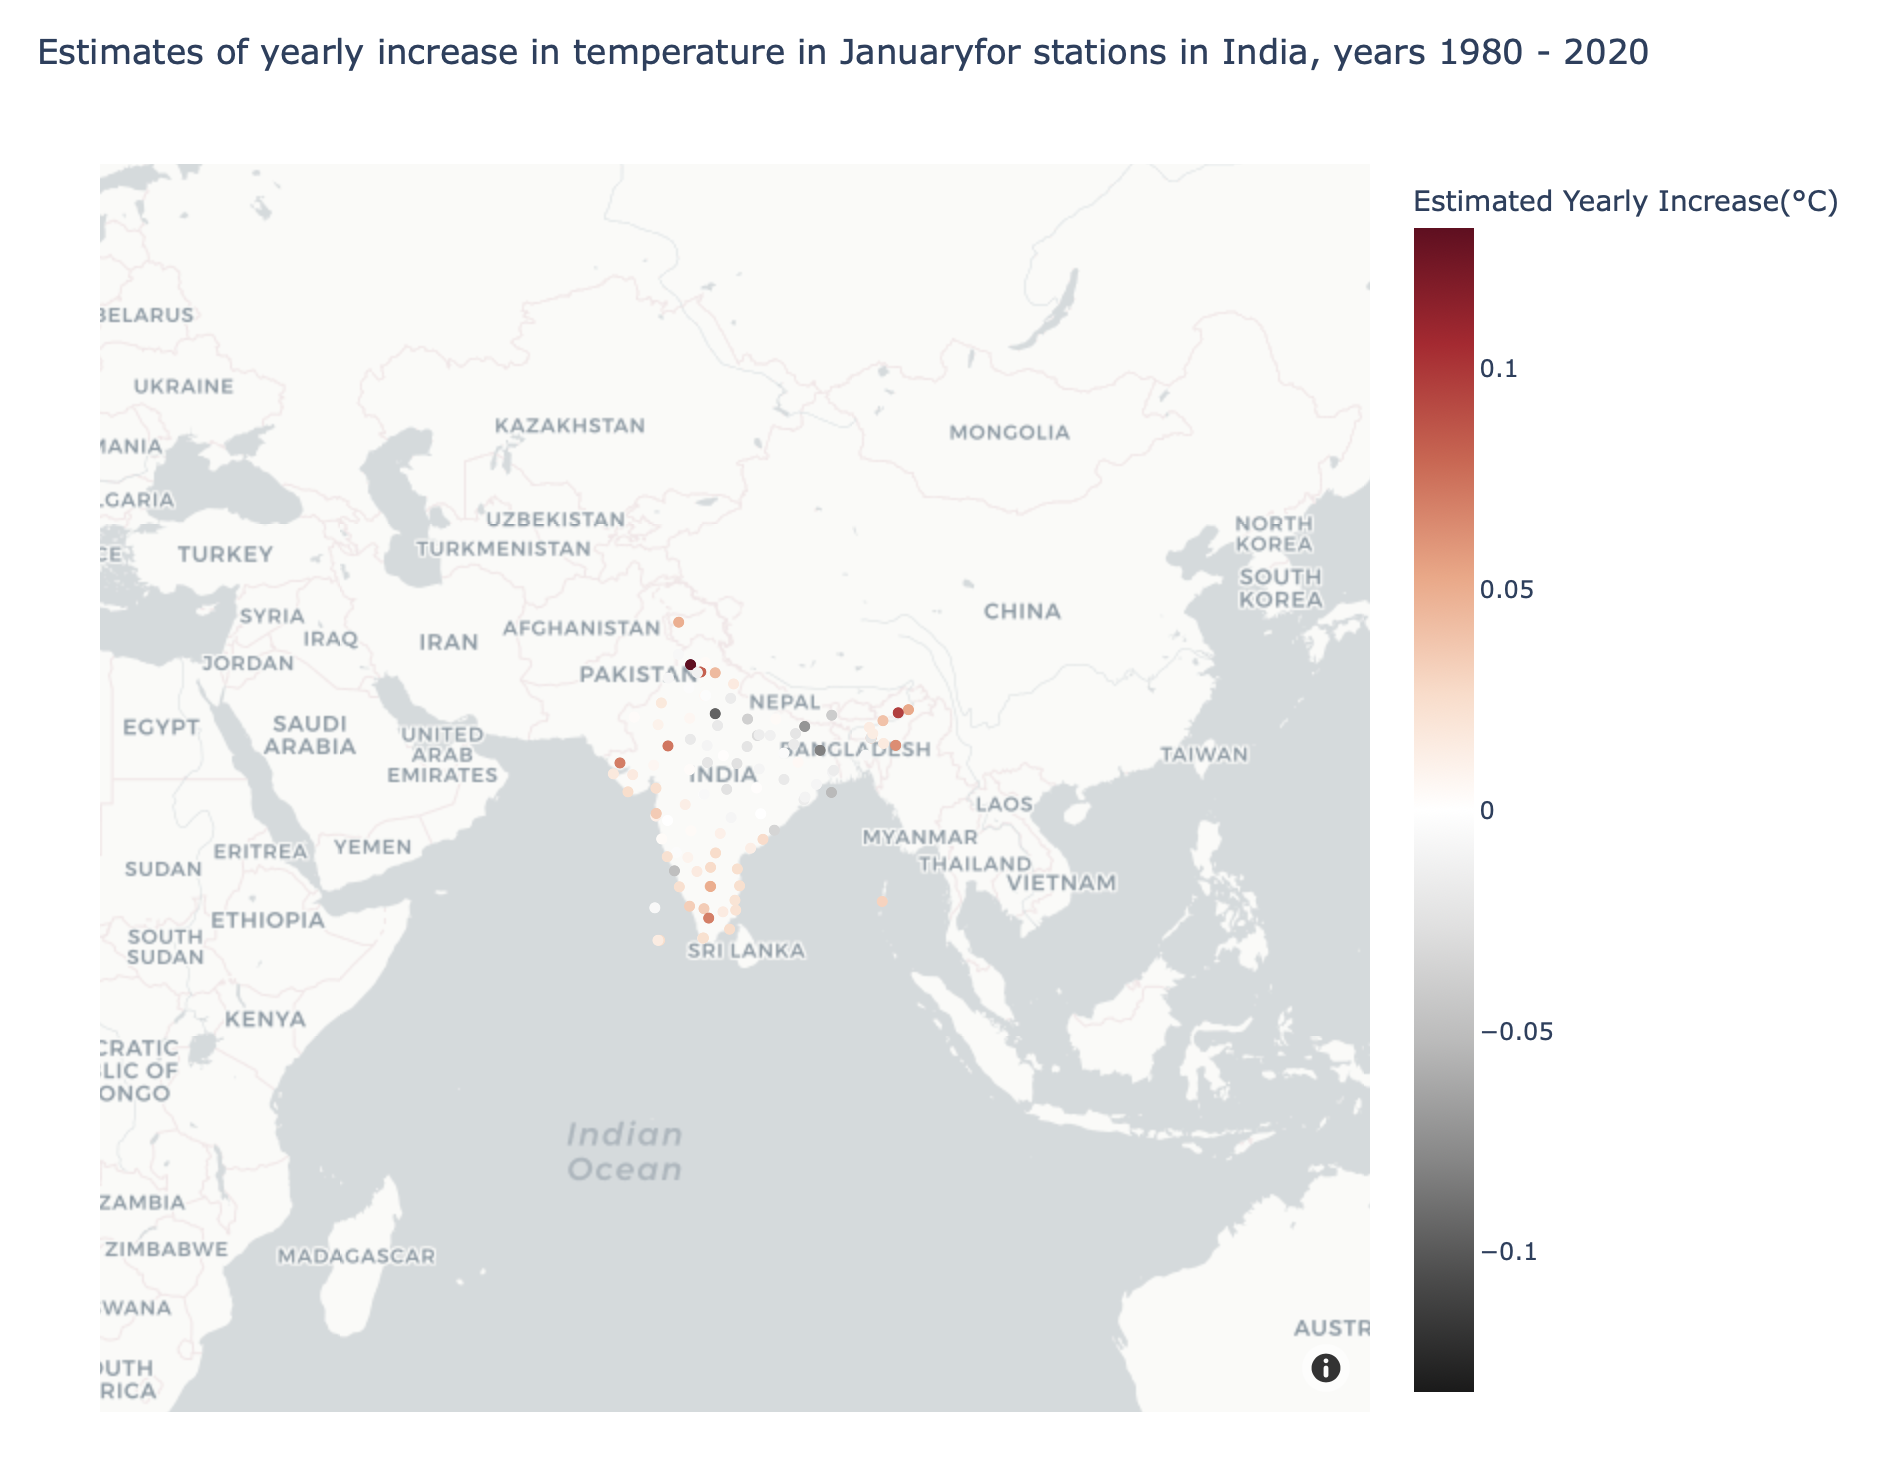 Estimates of yearly increase in temperature in Januaryfor stations in India, years 1980 - 2020
Estimated Yearly Increase(°C)
0.1
0.05
0
−0.05
−0.1
BELARUS
UKRAINE
KAZAKHSTAN
MONGOLIA
MANIA
LGARIA
UZBEKISTAN
NORTH
KOREA
TURKMENISTAN
CE
TURKEY
SOUTH
KOREA
SYRIA
CHINA
IRAQ
IRAN
AFGHANISTAN
JORDAN
PAKISTAN
NEPAL
EGYPT
SAUDI
ARABIA
UNITED
ARAB
EMIRATES
BANGLADESH
TAIWAN
INDIA
LAOS
MYANMAR
ERITREA
YEMEN
THAILAND
SUDAN
VIETNAM
ETHIOPIA
SOUTH
SUDAN
SRI LANKA
KENYA
CRATIC
LIC OF
ONGO
Indian
Ocean
ZAMBIA
ZIMBABWE
MADAGASCAR
WANA
AUSTR
UTH
RICA